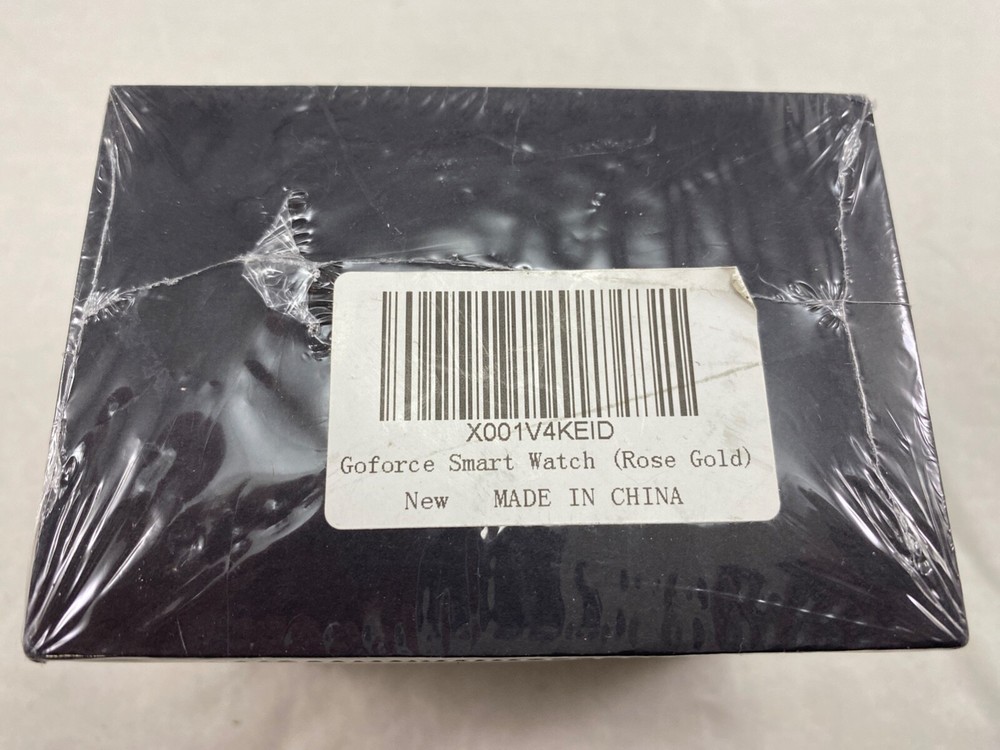 X001V4KEID
Goforce Smart Watch (Rose Gold)
New MADE IN CHINA